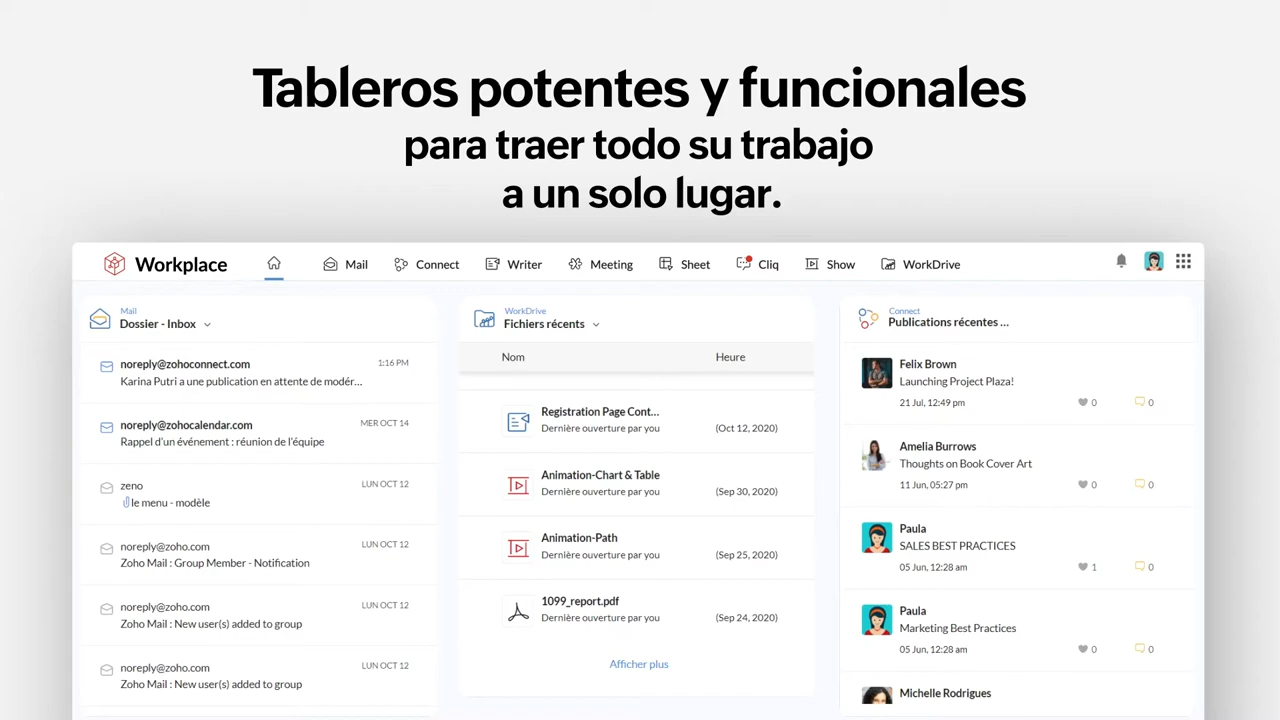 Tableros potentes y funcionales
para traer todo su trabajo
a un solo lugar.
Workplace
Mail
Connect
Writer
Meeting
Sheet
Cliq
Show
WorkDrive
Mail
Dossier - Inbox
noreply@zohoconnect.com 1:16 PM
Karina Putri a une publication en attente de modér...
noreply@zohocalendar.com MER OCT 14
Rappel d'un événement : réunion de l'équipe
zeno LUN OCT 12
le menu - modèle
noreply@zoho.com LUN OCT 12
Zoho Mail : Group Member - Notification
noreply@zoho.com LUN OCT 12
Zoho Mail : New user(s) added to group
noreply@zoho.com LUN OCT 12
Zoho Mail : New user(s) added to group
WorkDrive
Fichiers récents
Nom Heure
Registration Page Cont...
Dernière ouverture par you (Oct 12, 2020)
Animation-Chart & Table
Dernière ouverture par you (Sep 30, 2020)
Animation-Path
Dernière ouverture par you (Sep 25, 2020)
1099_report.pdf
Dernière ouverture par you (Sep 24, 2020)
Afficher plus
Connect
Publications récentes ...
Felix Brown
Launching Project Plaza!
21 Jul, 12:49 pm 0 0
Amelia Burrows
Thoughts on Book Cover Art
11 Jun, 05:27 pm 0 0
Paula
SALES BEST PRACTICES
05 Jun, 12:28 am 1 0
Paula
Marketing Best Practices
05 Jun, 12:28 am 0 0
Michelle Rodrigues